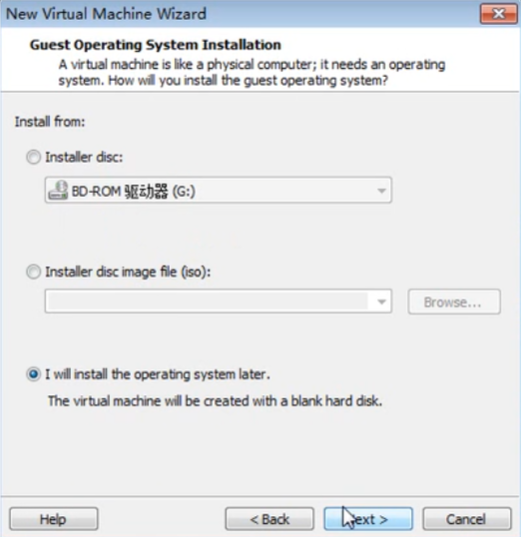 New Virtual Machine Wizard
Guest Operating System Installation
A virtual machine is like a physical computer; it needs an operating
system. How will you install the guest operating system?
Install from:
Installer disc:
BD-ROM 驱动器 (G:)
Installer disc image file (iso):
Browse...
I will install the operating system later.
The virtual machine will be created with a blank hard disk.
Help
< Back
Next >
Cancel